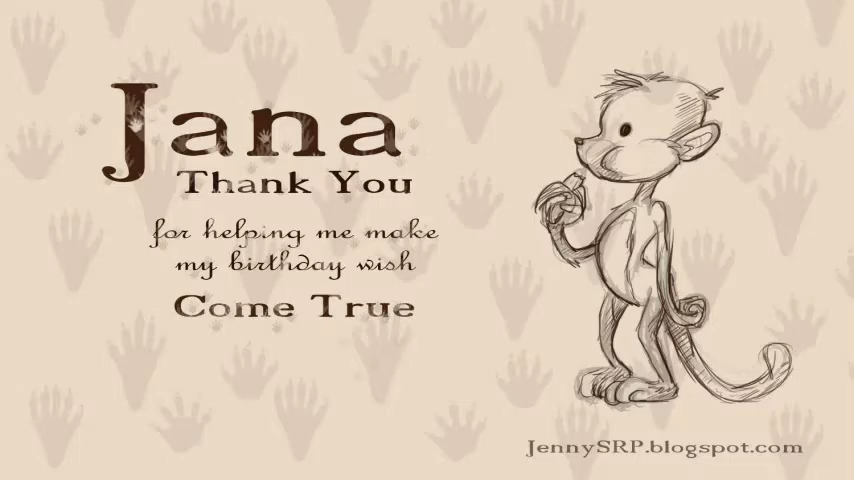 Jana
Thank You
for helping me make
my birthday wish
Come True
JennySRP.blogspot.com